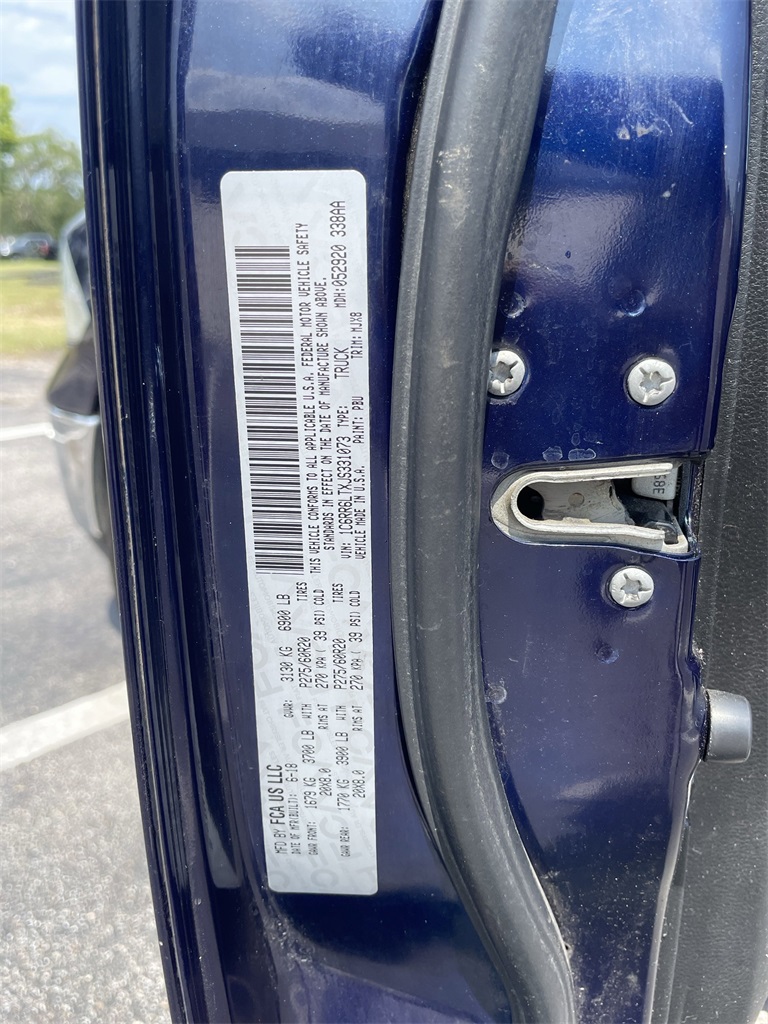 MFD BY FCA US LLC
DATE OF MFR(BUILT): 6-18 GVWR: 3130 KG 6900 LB
GAWR FRONT: 1679 KG 3700 LB WITH P275/60R20 TIRES
20X8.0 RIMS AT 270 KPA( 39 PSI) COLD
GAWR REAR: 1770 KG 3900 LB WITH P275/60R20 TIRES
20X8.0 RIMS AT 270 KPA( 39 PSI) COLD
THIS VEHICLE CONFORMS TO ALL APPLICABLE U.S.A. FEDERAL MOTOR VEHICLE SAFETY
STANDARDS IN EFFECT ON THE DATE OF MANUFACTURE SHOWN ABOVE.
VIN: 1C6RR6LTXJS331073 TYPE: TRUCK MDH:052920 338AA
VEHICLE MADE IN U.S.A. PAINT: PBU TRIM: MJXB